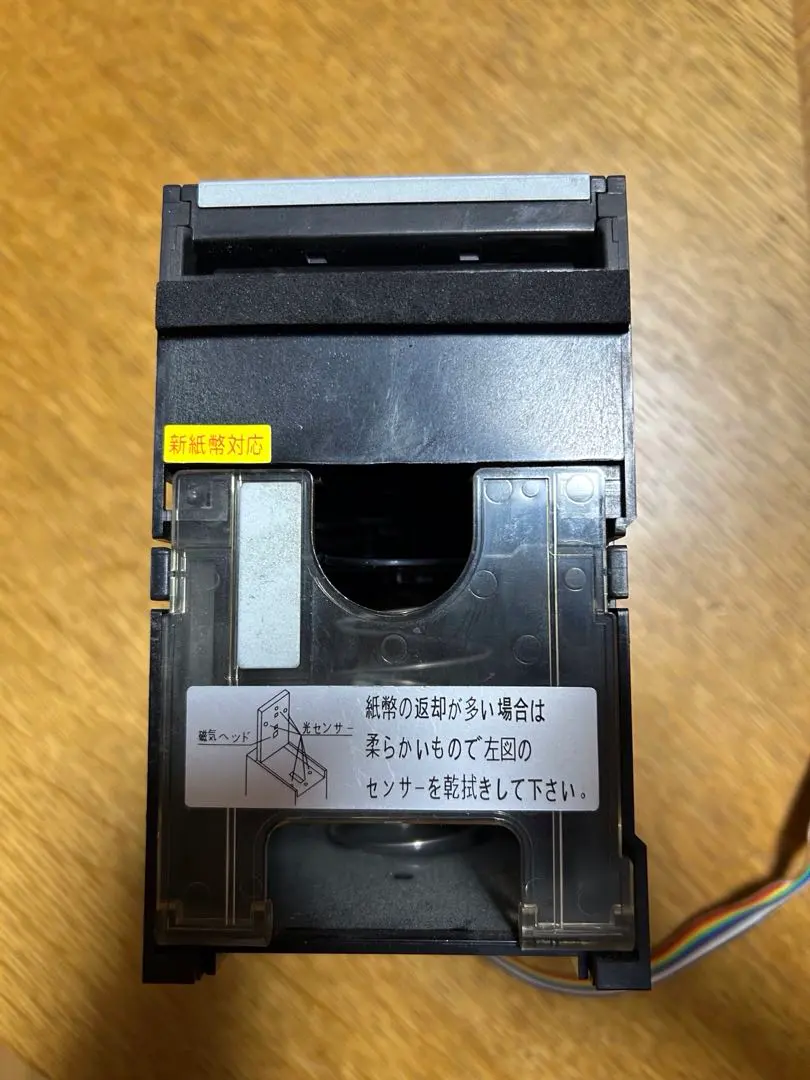 新紙幣対応
磁気ヘッド
光センサー
紙幣の返却が多い場合は
柔らかいもので左図の
センサーを乾拭きして下さい。